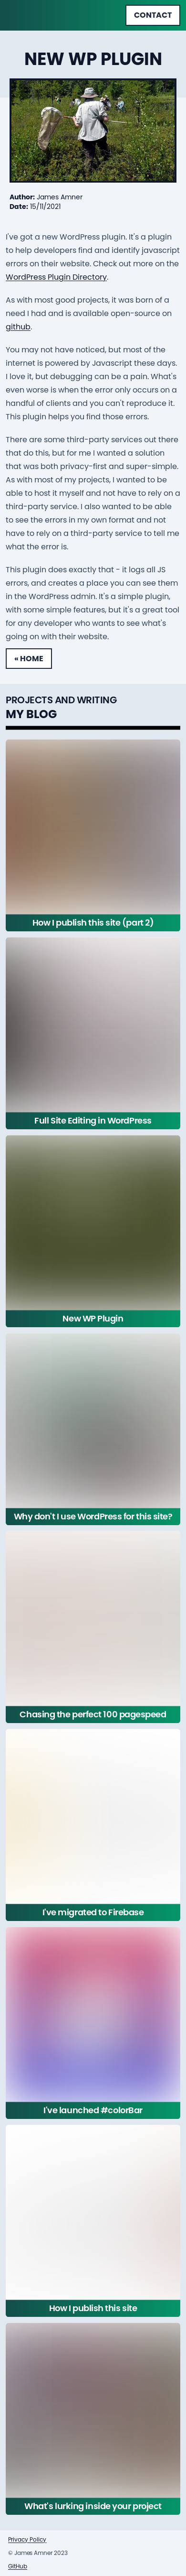 CONTACT
NEW WP PLUGIN
Author: James Amner
Date: 15/11/2021
I've got a new WordPress plugin. It's a plugin
to help developers find and identify javascript
errors on their website. Check out more on the
WordPress Plugin Directory.
As with most good projects, it was born of a
need I had and is available open-source on
github.
You may not have noticed, but most of the
internet is powered by Javascript these days.
I love it, but debugging can be a pain. What's
even worse is when the error only occurs on a
handful of clients and you can't reproduce it.
This plugin helps you find those errors.
There are some third-party services out there
that do this, but for me I wanted a solution
that was both privacy-first and super-simple.
As with most of my projects, I wanted to be
able to host it myself and not have to rely on a
third-party service. I also wanted to be able
to see the errors in my own format and not
have to rely on a third-party service to tell me
what the error is.
This plugin does exactly that - it logs all JS
errors, and creates a place you can see them
in the WordPress admin. It's a simple plugin,
with some simple features, but it's a great tool
for any developer who wants to see what's
going on with their website.
« HOME
PROJECTS AND WRITING
MY BLOG
How I publish this site (part 2)
Full Site Editing in WordPress
New WP Plugin
Why don't I use WordPress for this site?
Chasing the perfect 100 pagespeed
I've migrated to Firebase
I've launched #colorBar
How I publish this site
What's lurking inside your project
Privacy Policy
© James Amner 2023
GitHub